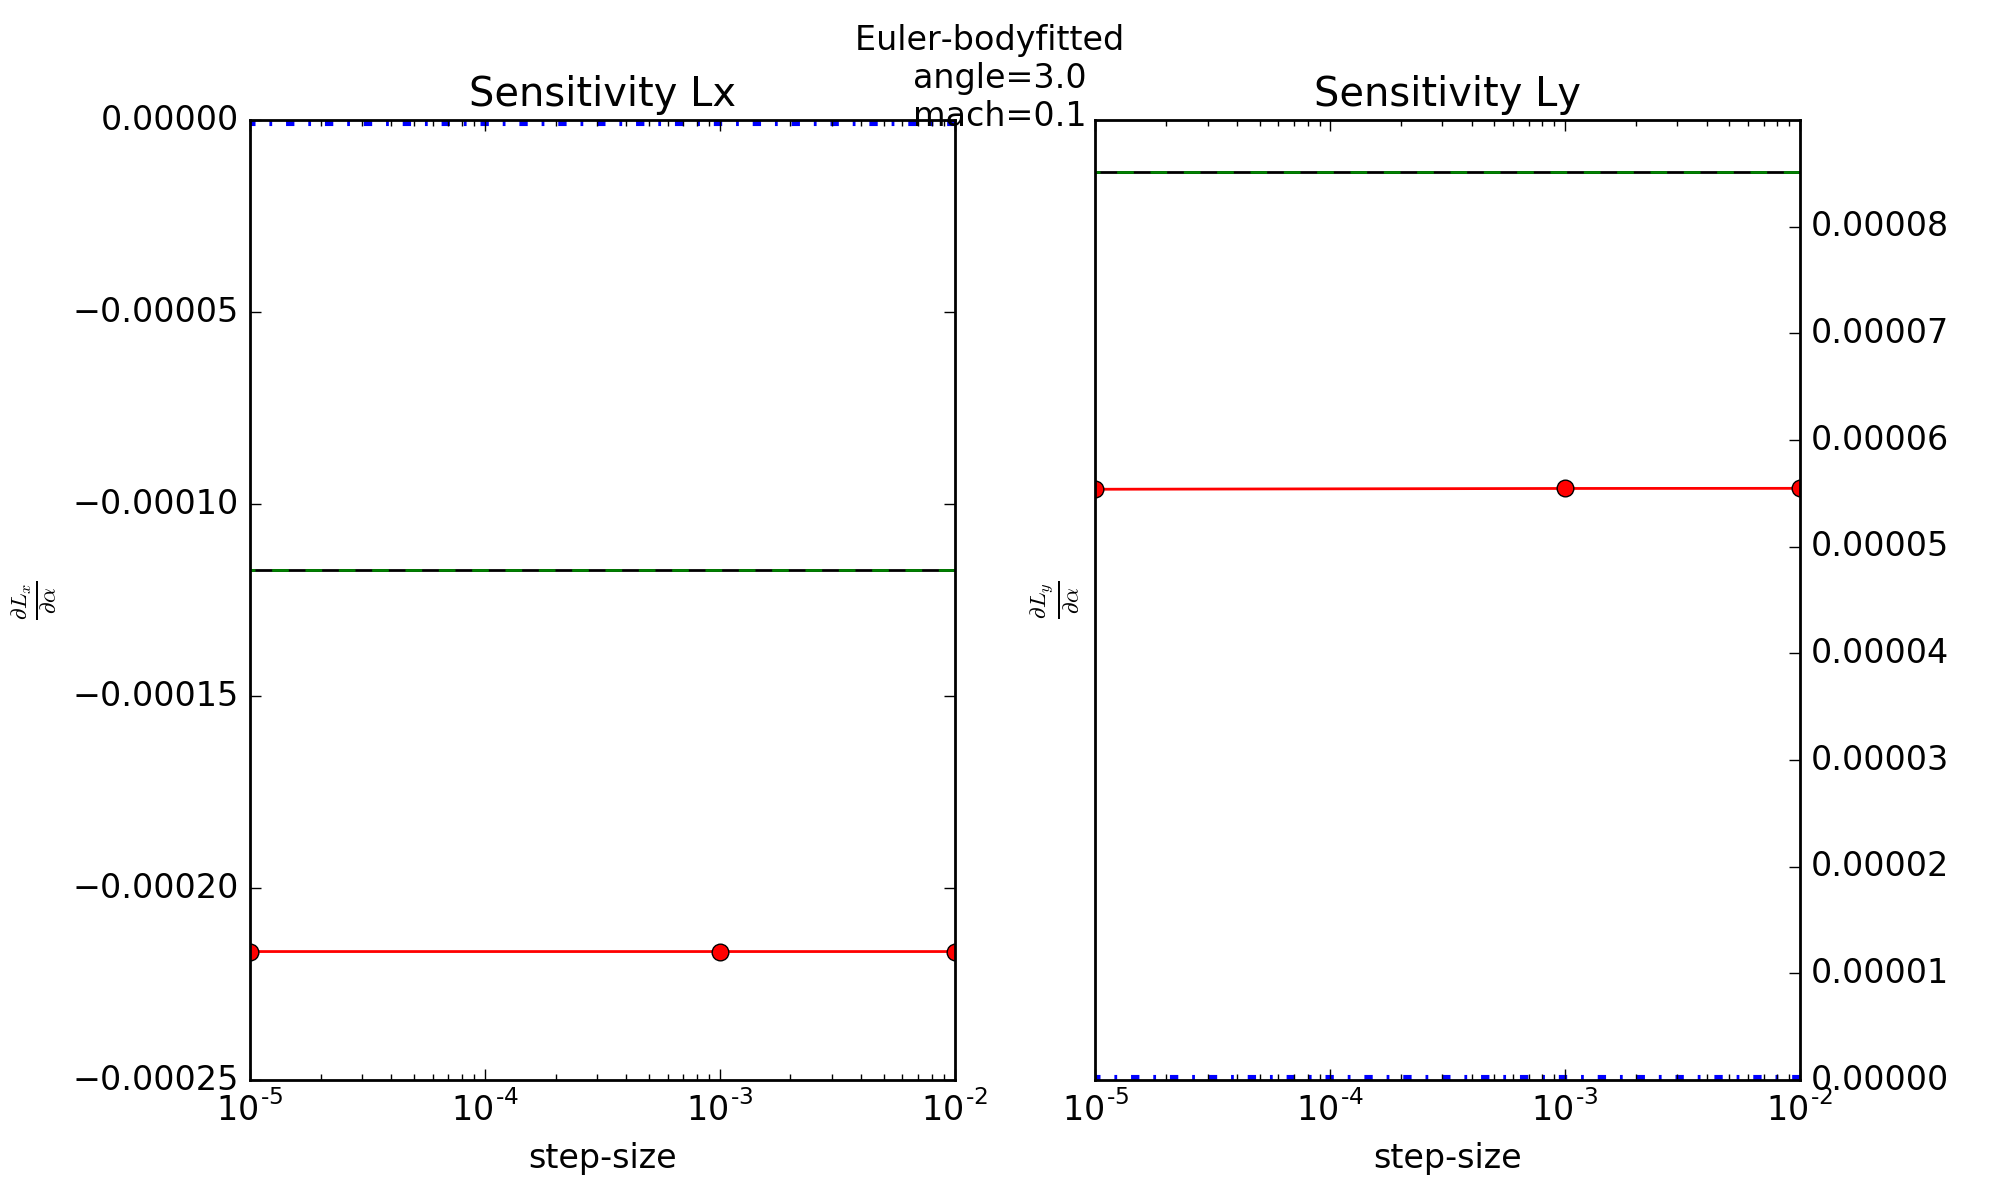 Euler-bodyfitted
angle=3.0
mach=0.1
Sensitivity Lx
0.00000
−0.00005
−0.00010
−0.00015
−0.00020
−0.00025
∂Lₓ/∂α
10⁻⁵ 10⁻⁴ 10⁻³ 10⁻²
step-size
Sensitivity Ly
0.00008
0.00007
0.00006
0.00005
0.00004
0.00003
0.00002
0.00001
0.00000
∂L_y/∂α
10⁻⁵ 10⁻⁴ 10⁻³ 10⁻²
step-size